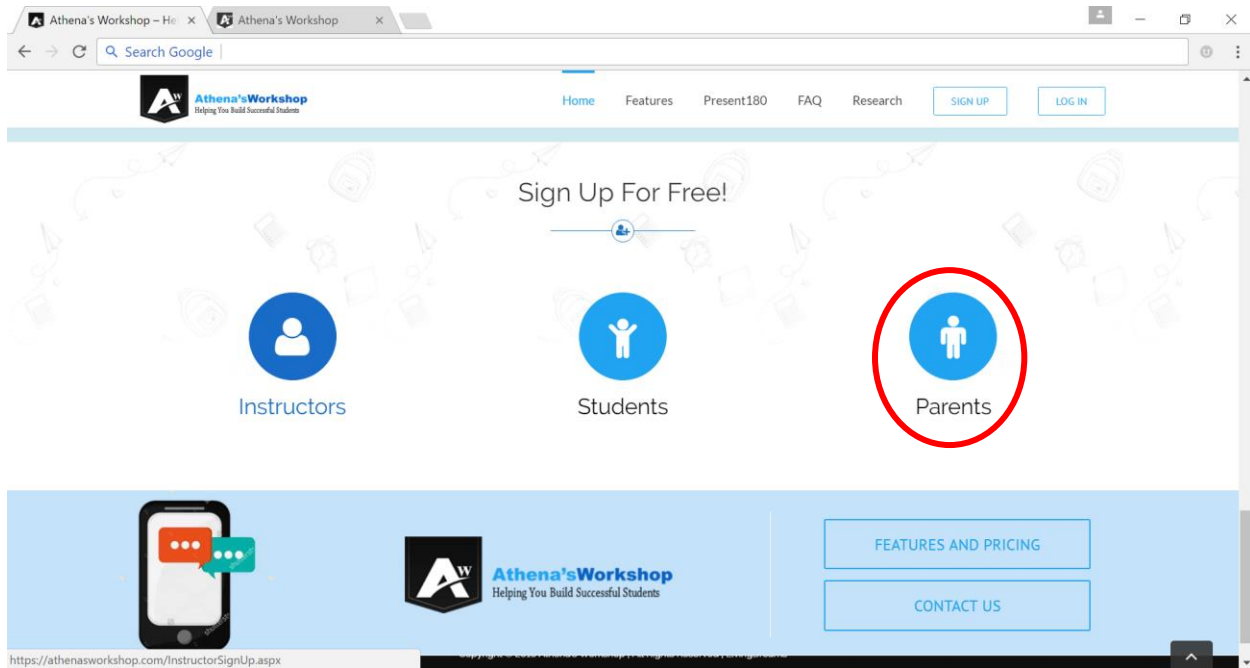 Athena's Workshop – He
Athena's Workshop
Search Google
Athena'sWorkshop
Helping You Build Successful Students
Home Features Present180 FAQ Research SIGN UP LOG IN
Sign Up For Free!
Instructors Students Parents
FEATURES AND PRICING
Athena'sWorkshop
Helping You Build Successful Students
CONTACT US
https://athenasworkshop.com/InstructorSignUp.aspx